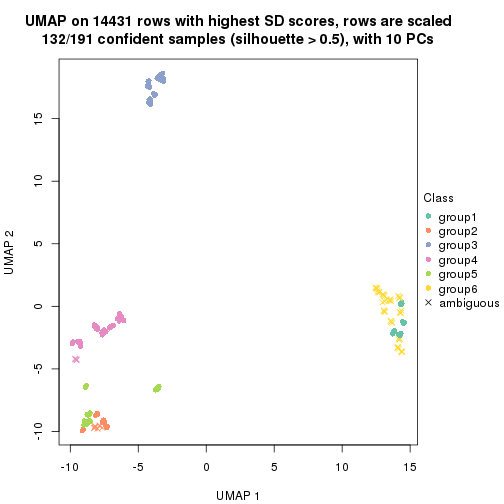 UMAP on 14431 rows with highest SD scores, rows are scaled
132/191 confident samples (silhouette > 0.5), with 10 PCs
15
10
5
0
-5
-10
UMAP 2
-10 -5 0 5 10 15
UMAP 1
Class
group1
group2
group3
group4
group5
group6
ambiguous